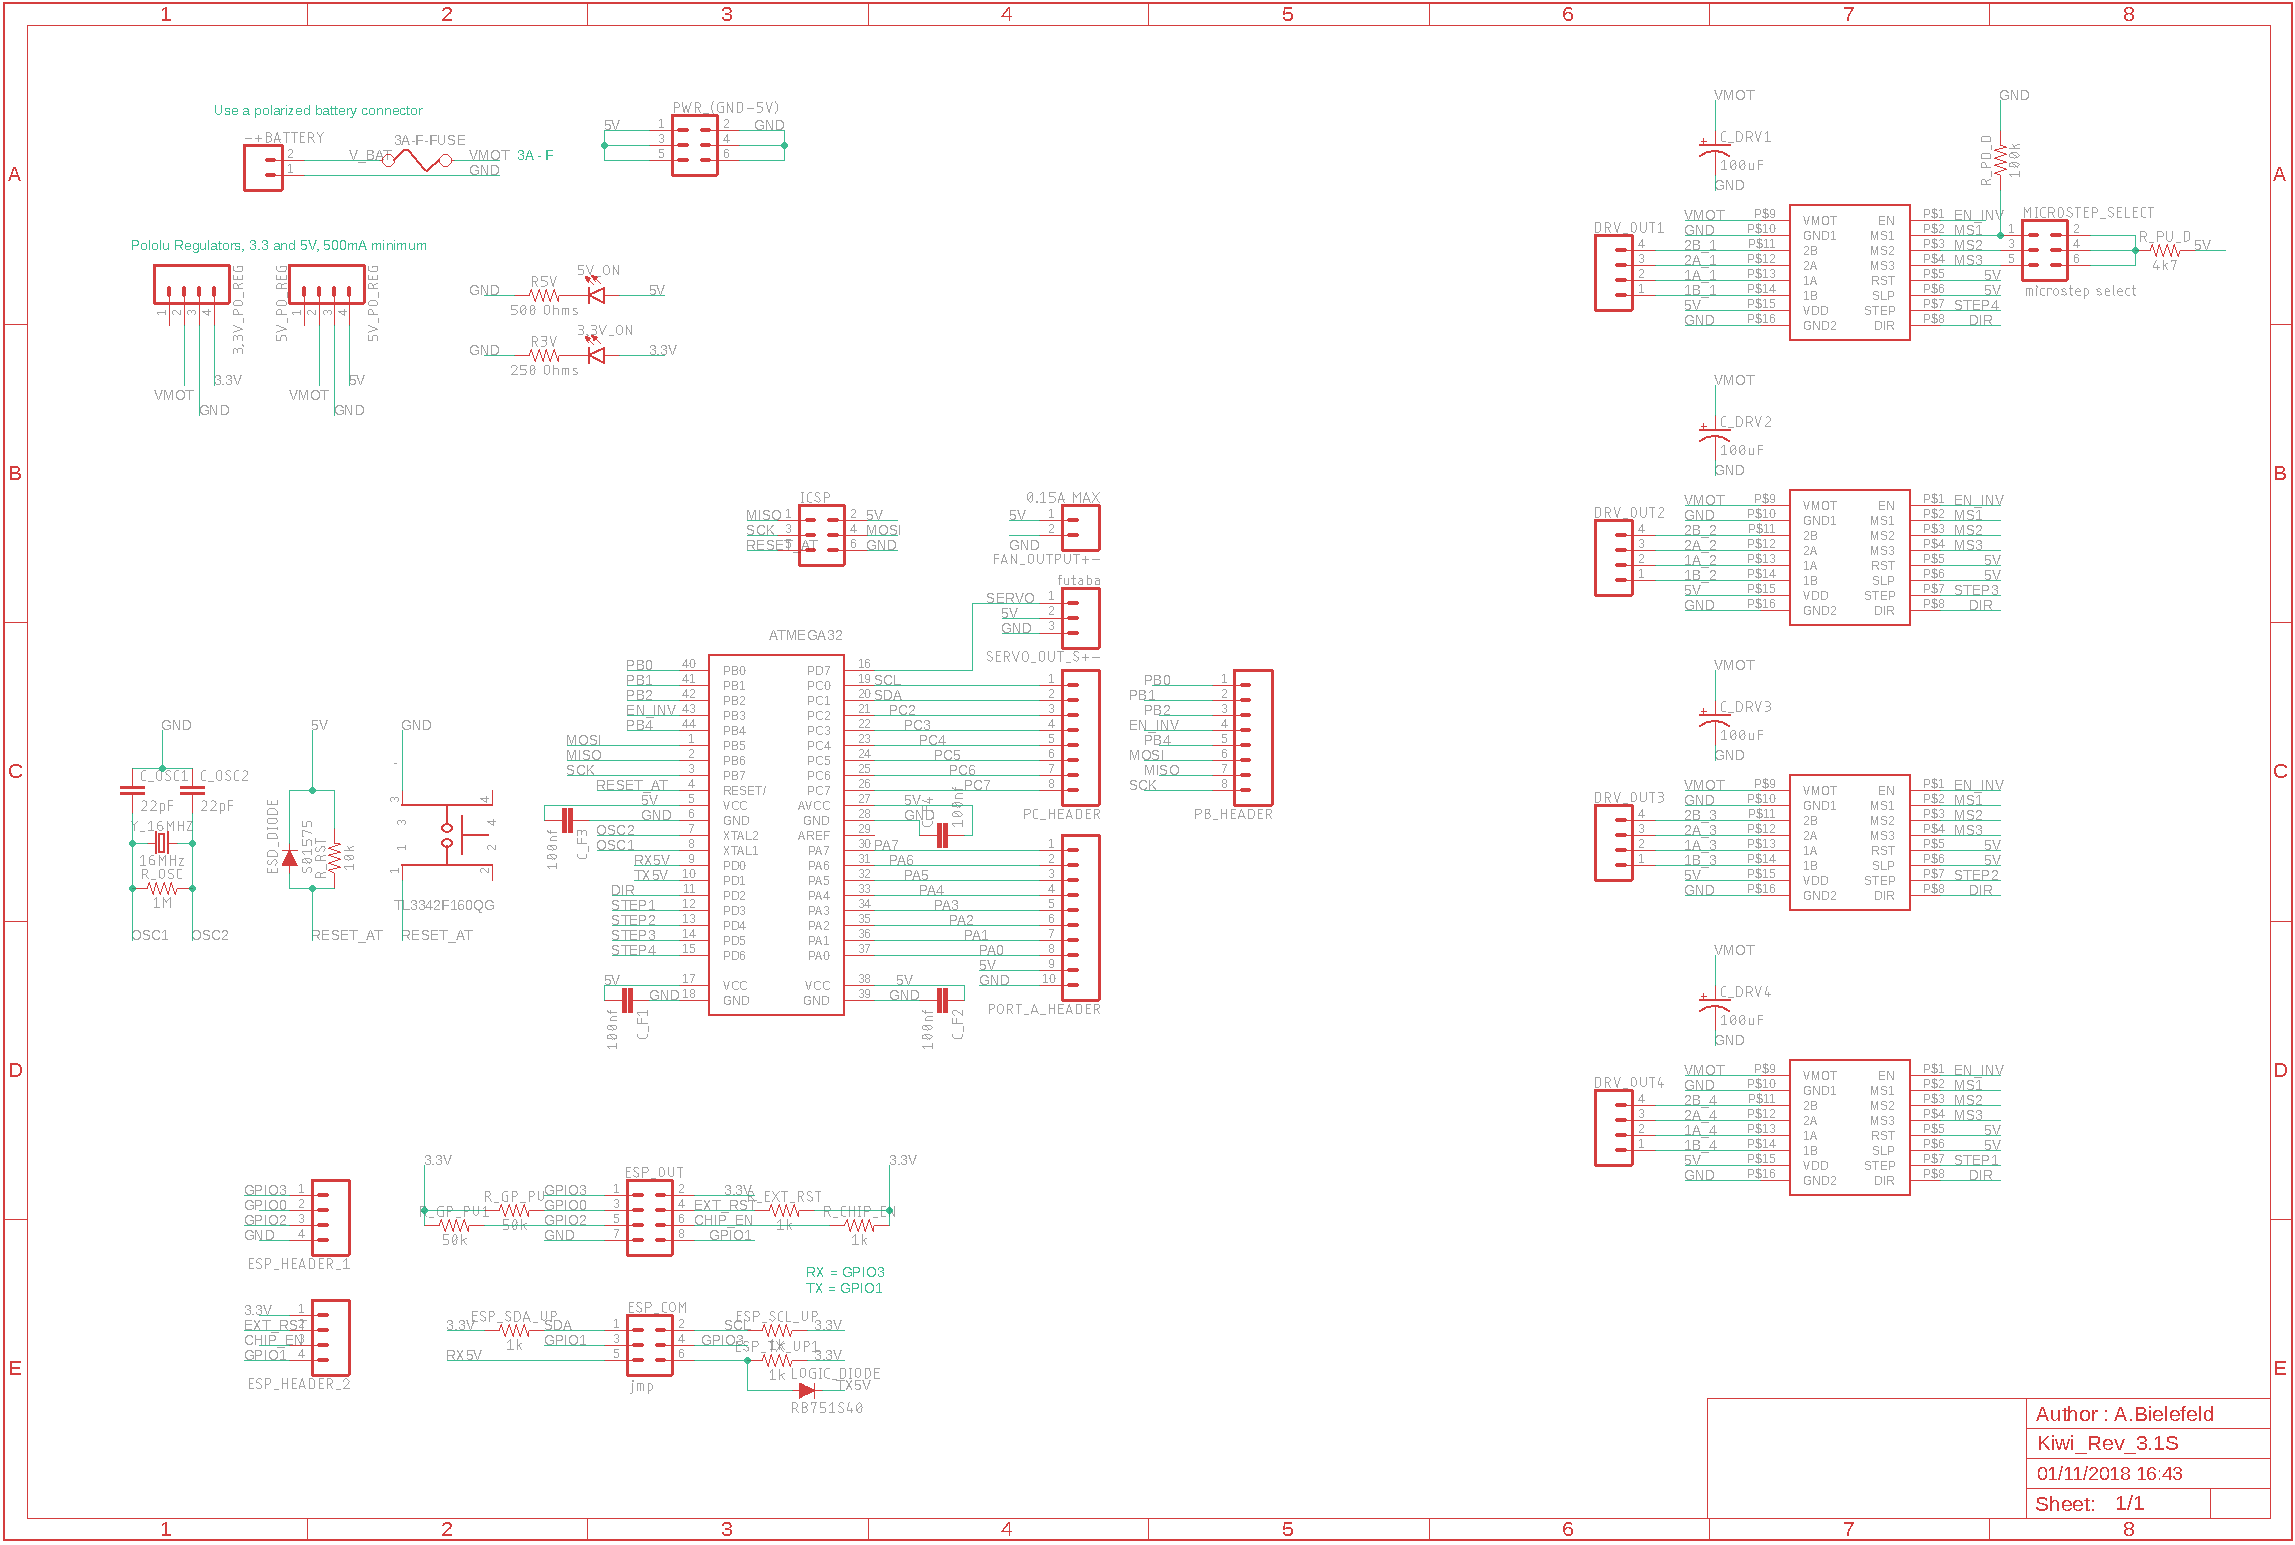 1 2 3 4 5 6 7 8
A
B
C
D
E
Use a polarized battery connector
-+BATTERY
2
1
V_BAT
3A-F-FUSE
VMOT
3A - F
GND
PWR_(GND-5V)
5V 1 2 GND
3 4
5 6
Pololu Regulators, 3.3 and 5V, 500mA minimum
1 2 3 4
3.3V_PO_REG
VMOT
GND
3.3V
5V_PO_REG
1 2 3 4
5V_PO_REG
VMOT
GND
5V
5V_ON
GND R5V 5V
500 Ohms
3.3V_ON
GND R3V 3.3V
250 Ohms
ICSP
MISO 1 2 5V
SCK 3 4 MOSI
RESET_AT 5 6 GND
0.15A MAX
5V 1
GND 2
FAN_OUTPUT+-
futaba
SERVO 1
5V 2
GND 3
SERVO_OUT_S+-
ATMEGA32
PB0 40 PB0 PD7 16
PB1 41 PB1 PC0 19 SCL 1
PB2 42 PB2 PC1 20 SDA 2
EN_INV 43 PB3 PC2 21 PC2 3
PB4 44 PB4 PC3 22 PC3 4
MOSI 1 PB5 PC4 23 PC4 5
MISO 2 PB6 PC5 24 PC5 6
SCK 3 PB7 PC6 25 PC6 7
RESET_AT 4 RESET/ PC7 26 PC7 8
5V 5 VCC AVCC 27 5V
GND 6 GND GND 28 GND
OSC2 7 XTAL2 AREF 29
OSC1 8 XTAL1 PA7 30 PA7 1
RX5V 9 PD0 PA6 31 PA6 2
TX5V 10 PD1 PA5 32 PA5 3
DIR 11 PD2 PA4 33 PA4 4
STEP1 12 PD3 PA3 34 PA3 5
STEP2 13 PD4 PA2 35 PA2 6
STEP3 14 PD5 PA1 36 PA1 7
STEP4 15 PD6 PA0 37 PA0 8
5V 9
GND 10
5V 17 VCC VCC 38 5V
GND 18 GND GND 39 GND
100nf C_F3
100nf
100nf C_F1
100nf C_F2
PC_HEADER
PORT_A_HEADER
PB0 1
PB1 2
PB2 3
EN_INV 4
PB4 5
MOSI 6
MISO 7
SCK 8
PB_HEADER
GND
C_OSC1 C_OSC2
22pF 22pF
Y_16MHZ
16MHz
R_OSC
1M
OSC1 OSC2
5V
ESD_DIODE
S01575
R_RST
10k
RESET_AT
GND
-
3 4
3 4
1 2
1 2
TL3342F160QG
RESET_AT
GPIO3 1
GPIO0 2
GPIO2 3
GND 4
ESP_HEADER_1
3.3V 1
EXT_RST 2
CHIP_EN 3
GPIO1 4
ESP_HEADER_2
3.3V
R_GP_PU
50k
R_GP_PU1
50k
ESP_OUT
GPIO3 1 2 3.3V
GPIO0 3 4 EXT_RST
GPIO2 5 6 CHIP_EN
GND 7 8 GPIO1
3.3V
R_EXT_RST
1k
R_CHIP_EN
1k
RX = GPIO3
TX = GPIO1
ESP_SDA_UP
3.3V
1k
ESP_COM
SDA 1 2 SCL
GPIO1 3 4 GPIO3
RX5V 5 6
jmp
ESP_SCL_UP
3.3V
1k
ESP_TX_UP1
3.3V
1k
LOGIC_DIODE
TX5V
RB751S40
VMOT
+ C_DRV1
100uF
GND
GND
R_PD_D
100k
DRV_OUT1
4
3
2
1
VMOT P$9 VMOT EN P$1 EN_INV
GND P$10 GND1 MS1 P$2 MS1
2B_1 P$11 2B MS2 P$3 MS2
2A_1 P$12 2A MS3 P$4 MS3
1A_1 P$13 1A RST P$5 5V
1B_1 P$14 1B SLP P$6 5V
5V P$15 VDD STEP P$7 STEP4
GND P$16 GND2 DIR P$8 DIR
MICROSTEP_SELECT
1 2
3 4
5 6
microstep select
R_PU_D
5V
4k7
VMOT
+ C_DRV2
100uF
GND
DRV_OUT2
4
3
2
1
VMOT P$9 VMOT EN P$1 EN_INV
GND P$10 GND1 MS1 P$2 MS1
2B_2 P$11 2B MS2 P$3 MS2
2A_2 P$12 2A MS3 P$4 MS3
1A_2 P$13 1A RST P$5 5V
1B_2 P$14 1B SLP P$6 5V
5V P$15 VDD STEP P$7 STEP3
GND P$16 GND2 DIR P$8 DIR
VMOT
+ C_DRV3
100uF
GND
DRV_OUT3
4
3
2
1
VMOT P$9 VMOT EN P$1 EN_INV
GND P$10 GND1 MS1 P$2 MS1
2B_3 P$11 2B MS2 P$3 MS2
2A_3 P$12 2A MS3 P$4 MS3
1A_3 P$13 1A RST P$5 5V
1B_3 P$14 1B SLP P$6 5V
5V P$15 VDD STEP P$7 STEP2
GND P$16 GND2 DIR P$8 DIR
VMOT
+ C_DRV4
100uF
GND
DRV_OUT4
4
3
2
1
VMOT P$9 VMOT EN P$1 EN_INV
GND P$10 GND1 MS1 P$2 MS1
2B_4 P$11 2B MS2 P$3 MS2
2A_4 P$12 2A MS3 P$4 MS3
1A_4 P$13 1A RST P$5 5V
1B_4 P$14 1B SLP P$6 5V
5V P$15 VDD STEP P$7 STEP1
GND P$16 GND2 DIR P$8 DIR
Author : A.Bielefeld
Kiwi_Rev_3.1S
01/11/2018 16:43
Sheet: 1/1
A
B
C
D
E
1 2 3 4 5 6 7 8